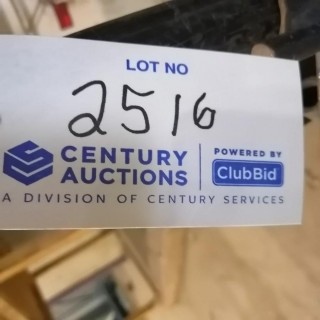 LOT NO
2516
CENTURY AUCTIONS
POWERED BY
ClubBid
A DIVISION OF CENTURY SERVICES